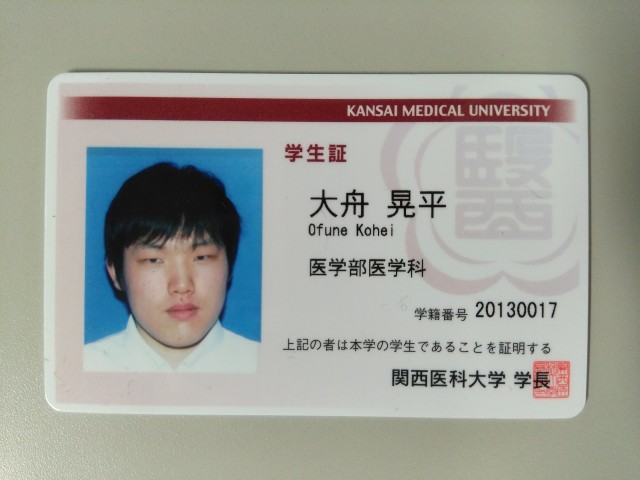 KANSAI MEDICAL UNIVERSITY
学生証
大舟 晃平
Ofune Kohei
医学部医学科
学籍番号 20130017
上記の者は本学の学生であることを証明する
関西医科大学 学長